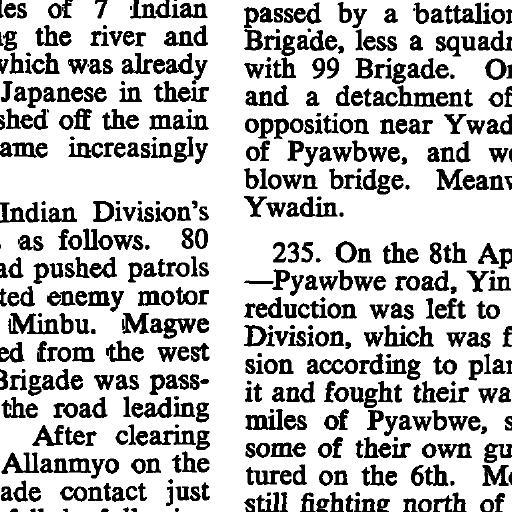 les of 7 Indian
the river and
which was already
Japanese in their
shed off the main
ame increasingly
Indian Division's
as follows. 80
ad pushed patrols
ted enemy motor
Minbu. Magwe
ed from the west
Brigade was pass-
the road leading
After clearing
Allanmyo on the
ade contact just
passed by a battalion
Brigade, less a squadr
with 99 Brigade. On
and a detachment of
opposition near Ywad
of Pyawbwe, and we
blown bridge. Meanw
Ywadin.
235. On the 8th Ap
—Pyawbwe road, Yin
reduction was left to
Division, which was f
sion according to plan
it and fought their wa
miles of Pyawbwe, s
some of their own gu
tured on the 6th. Me
still fighting north of